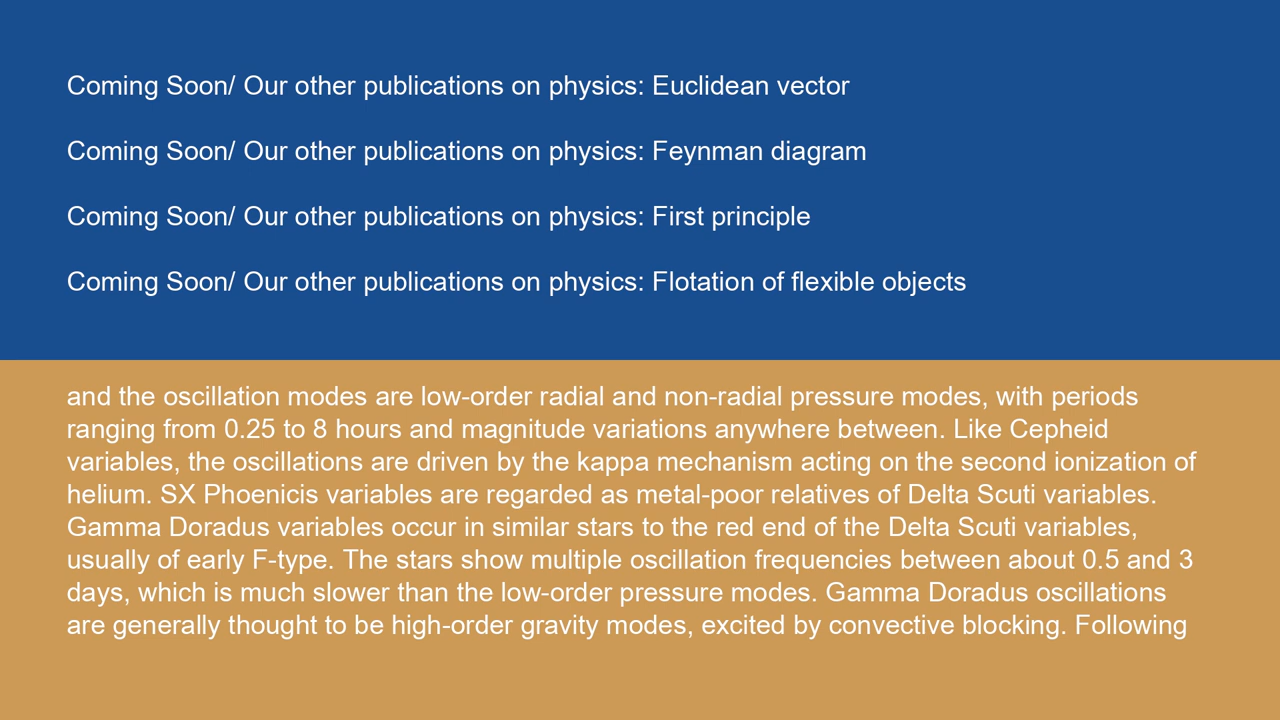 Coming Soon/ Our other publications on physics: Euclidean vector
Coming Soon/ Our other publications on physics: Feynman diagram
Coming Soon/ Our other publications on physics: First principle
Coming Soon/ Our other publications on physics: Flotation of flexible objects
and the oscillation modes are low-order radial and non-radial pressure modes, with periods
ranging from 0.25 to 8 hours and magnitude variations anywhere between. Like Cepheid
variables, the oscillations are driven by the kappa mechanism acting on the second ionization of
helium. SX Phoenicis variables are regarded as metal-poor relatives of Delta Scuti variables.
Gamma Doradus variables occur in similar stars to the red end of the Delta Scuti variables,
usually of early F-type. The stars show multiple oscillation frequencies between about 0.5 and 3
days, which is much slower than the low-order pressure modes. Gamma Doradus oscillations
are generally thought to be high-order gravity modes, excited by convective blocking. Following